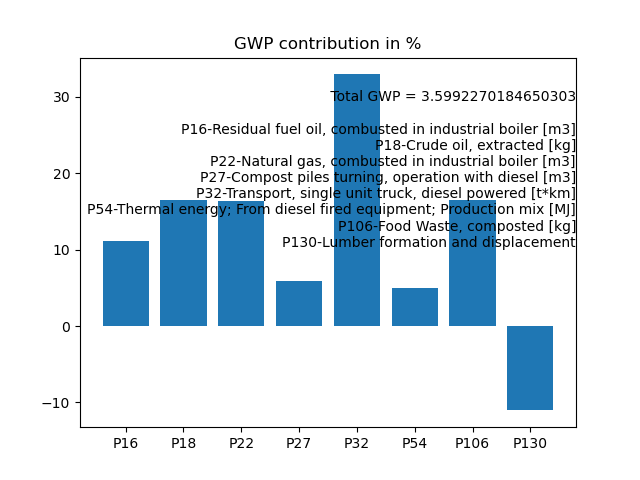 GWP contribution in %
30
20
10
0
−10
Total GWP = 3.5992270184650303
P16-Residual fuel oil, combusted in industrial boiler [m3]
P18-Crude oil, extracted [kg]
P22-Natural gas, combusted in industrial boiler [m3]
P27-Compost piles turning, operation with diesel [m3]
P32-Transport, single unit truck, diesel powered [t*km]
P54-Thermal energy; From diesel fired equipment; Production mix [MJ]
P106-Food Waste, composted [kg]
P130-Lumber formation and displacement
P16 P18 P22 P27 P32 P54 P106 P130